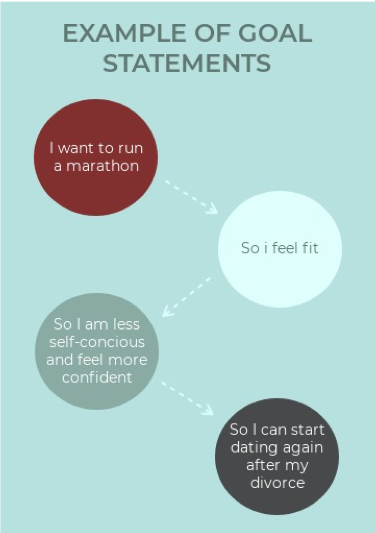 EXAMPLE OF GOAL
STATEMENTS
I want to run
a marathon
So i feel fit
So I am less
self-concious
and feel more
confident
So I can start
dating again
after my
divorce